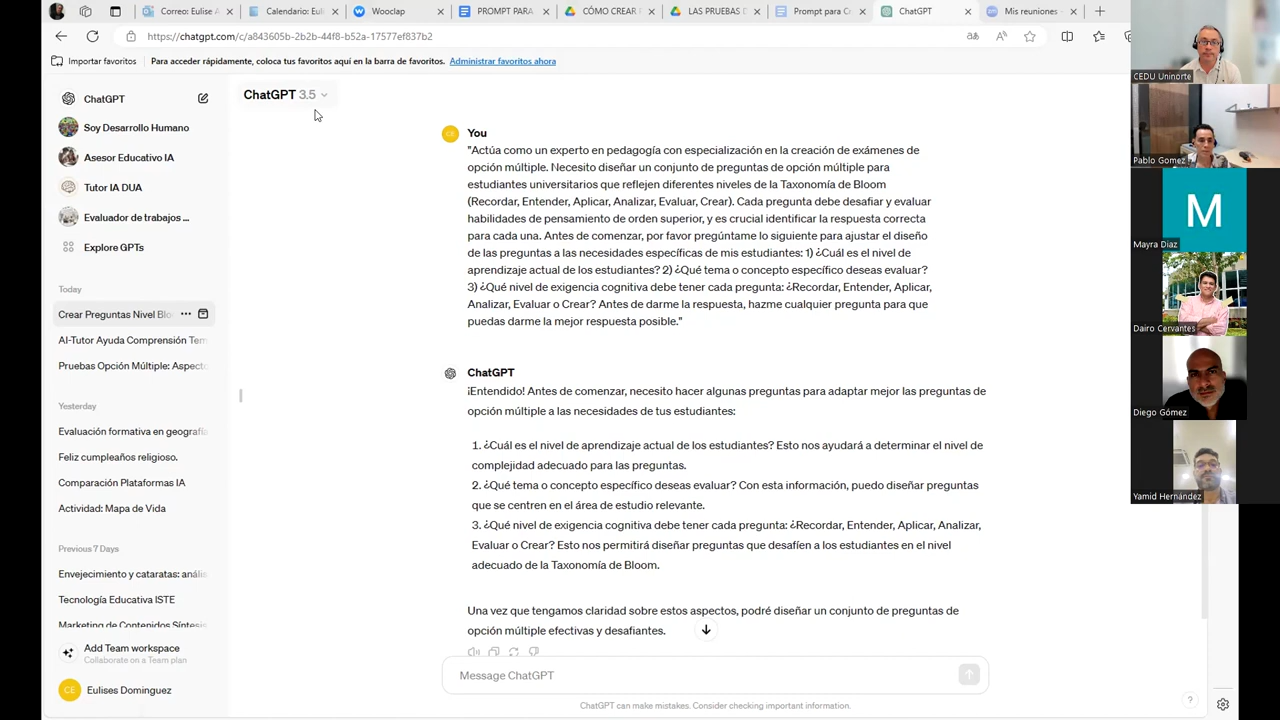 Correo: Eulise A
Calendario: Eulí
Wooclap
PROMPT PARA
CÓMO CREAR F
LAS PRUEBAS D
Prompt para C
ChatGPT
Mis reuniones -
https://chatgpt.com/c/a843605b-2b2b-44f8-b52a-17577ef837b2
Importar favoritos
Para acceder rápidamente, coloca tus favoritos aquí en la barra de favoritos. Administrar favoritos ahora
ChatGPT
Soy Desarrollo Humano
Asesor Educativo IA
Tutor IA DUA
Evaluador de trabajos ...
Explore GPTs
Today
Crear Preguntas Nivel Blo
AI-Tutor Ayuda Comprensión Tem
Pruebas Opción Múltiple: Aspecto
Yesterday
Evaluación formativa en geografía
Feliz cumpleaños religioso.
Comparación Plataformas IA
Actividad: Mapa de Vida
Previous 7 Days
Envejecimiento y cataratas: anális
Tecnología Educativa ISTE
Marketing de Contenidos Síntesis
Add Team workspace
Collaborate on a Team plan
CE
Eulises Dominguez
ChatGPT 3.5
CE
You
"Actúa como un experto en pedagogía con especialización en la creación de exámenes de
opción múltiple. Necesito diseñar un conjunto de preguntas de opción múltiple para
estudiantes universitarios que reflejen diferentes niveles de la Taxonomía de Bloom
(Recordar, Entender, Aplicar, Analizar, Evaluar, Crear). Cada pregunta debe desafiar y evaluar
habilidades de pensamiento de orden superior, y es crucial identificar la respuesta correcta
para cada una. Antes de comenzar, por favor pregúntame lo siguiente para ajustar el diseño
de las preguntas a las necesidades específicas de mis estudiantes: 1) ¿Cuál es el nivel de
aprendizaje actual de los estudiantes? 2) ¿Qué tema o concepto específico deseas evaluar?
3) ¿Qué nivel de exigencia cognitiva debe tener cada pregunta: ¿Recordar, Entender, Aplicar,
Analizar, Evaluar o Crear? Antes de darme la respuesta, hazme cualquier pregunta para que
puedas darme la mejor respuesta posible."
ChatGPT
¡Entendido! Antes de comenzar, necesito hacer algunas preguntas para adaptar mejor las preguntas de
opción múltiple a las necesidades de tus estudiantes:
1. ¿Cuál es el nivel de aprendizaje actual de los estudiantes? Esto nos ayudará a determinar el nivel de
complejidad adecuado para las preguntas.
2. ¿Qué tema o concepto específico deseas evaluar? Con esta información, puedo diseñar preguntas
que se centren en el área de estudio relevante.
3. ¿Qué nivel de exigencia cognitiva debe tener cada pregunta: ¿Recordar, Entender, Aplicar, Analizar,
Evaluar o Crear? Esto nos permitirá diseñar preguntas que desafíen a los estudiantes en el nivel
adecuado de la Taxonomía de Bloom.
Una vez que tengamos claridad sobre estos aspectos, podré diseñar un conjunto de preguntas de
opción múltiple efectivas y desafiantes.
Message ChatGPT
ChatGPT can make mistakes. Consider checking important information.
?
CEDU Uninorte
Pablo Gomez
M
Mayra Diaz
Dairo Cervantes
Diego Gómez
Yamid Hernández